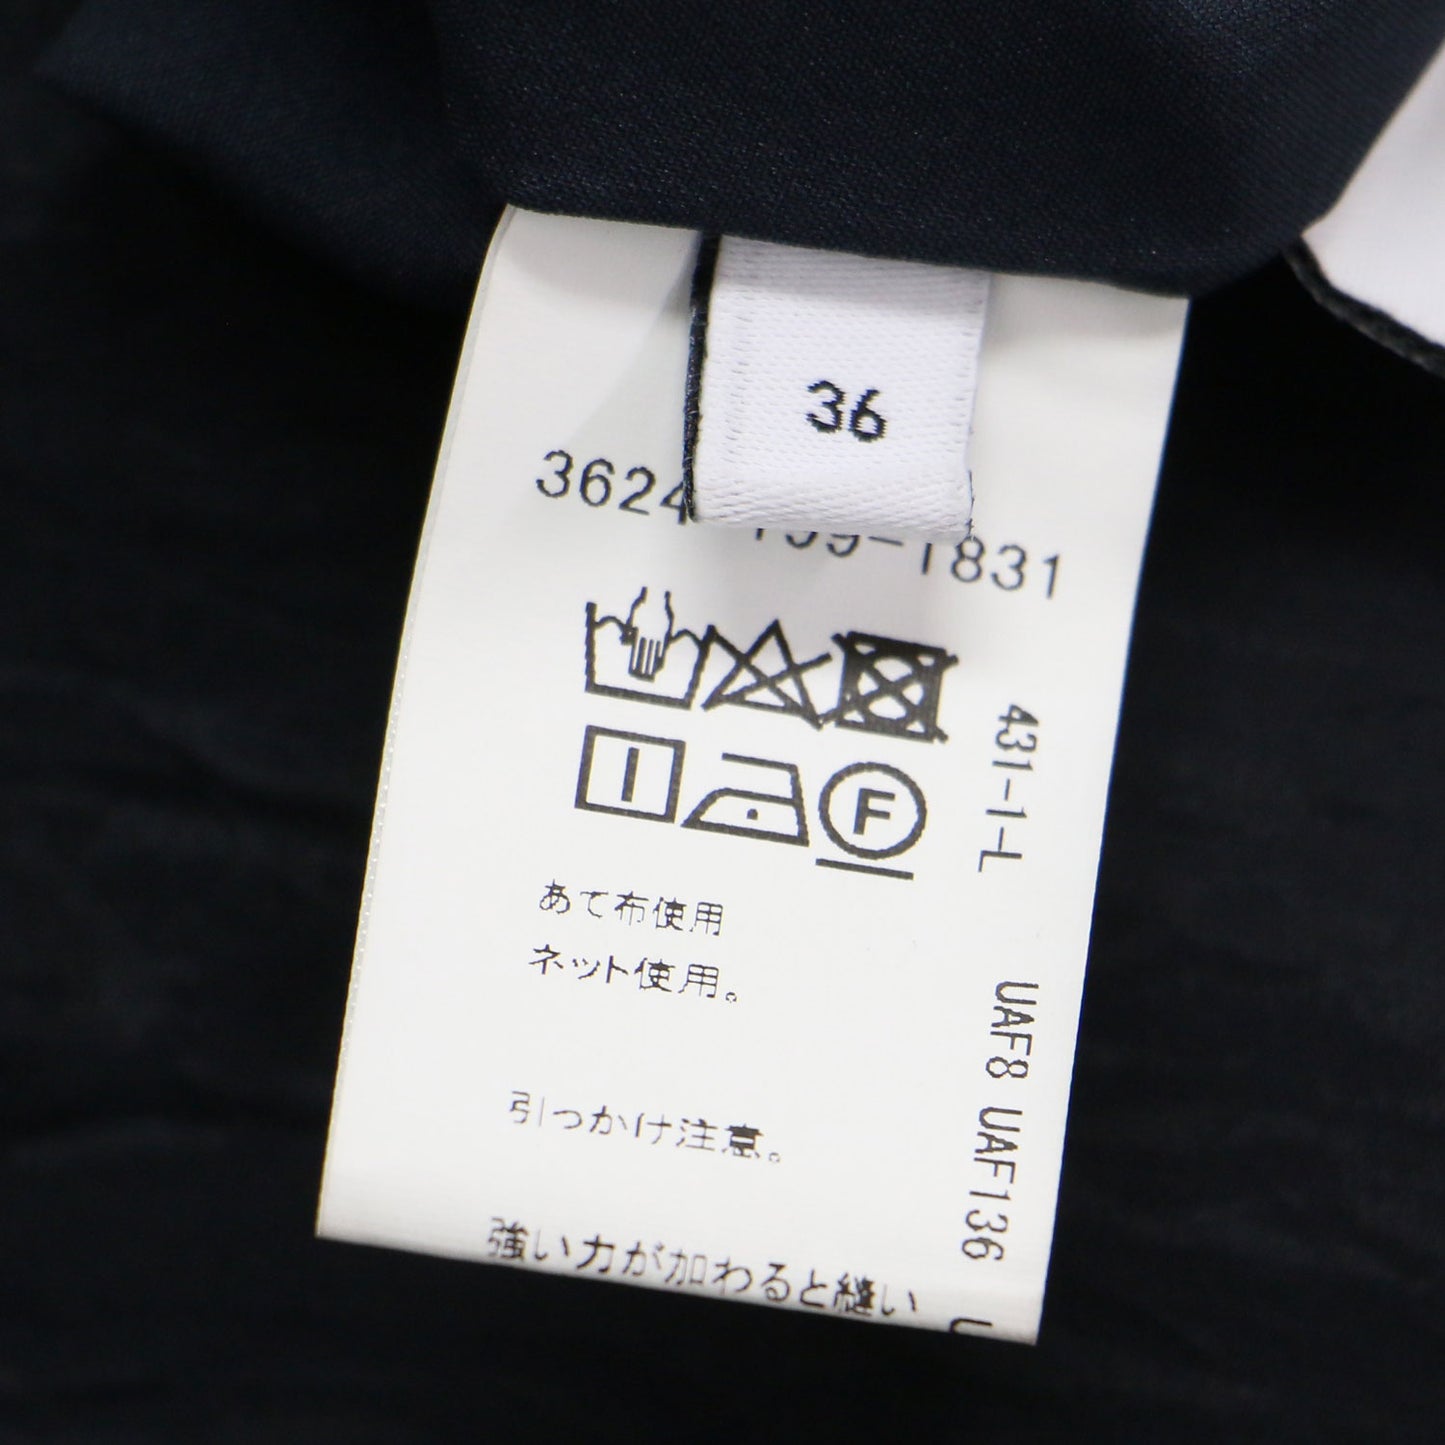 36
3624 199-1831
F
あて布使用
ネット使用。
引っかけ注意。
強い力が加わると縫い
431-1-L
UAF8 UAF136 U